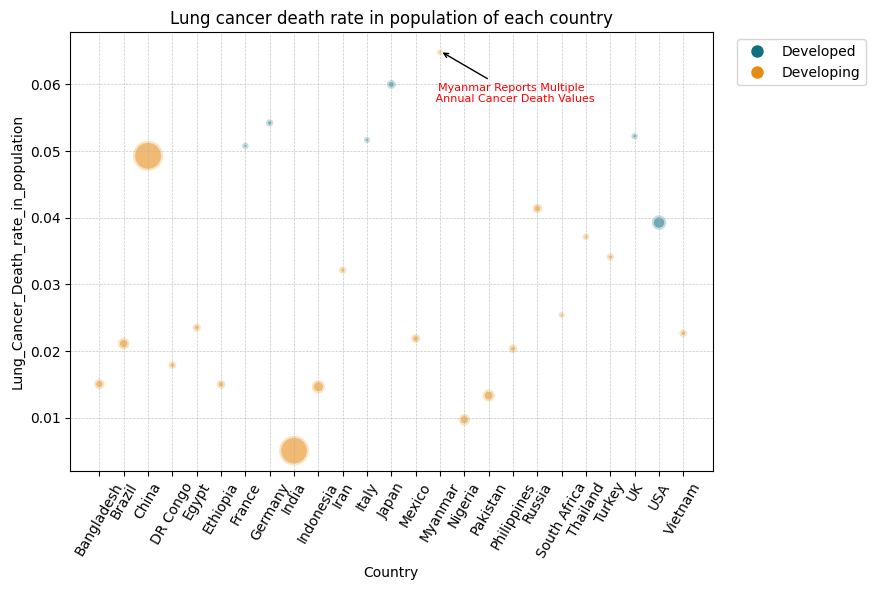 Lung cancer death rate in population of each country
Developed
Developing
Myanmar Reports Multiple
Annual Cancer Death Values
Lung_Cancer_Death_rate_in_population
0.06
0.05
0.04
0.03
0.02
0.01
Bangladesh
Brazil
China
DR Congo
Egypt
Ethiopia
France
Germany
India
Indonesia
Iran
Italy
Japan
Mexico
Myanmar
Nigeria
Pakistan
Philippines
Russia
South Africa
Thailand
Turkey
UK
USA
Vietnam
Country